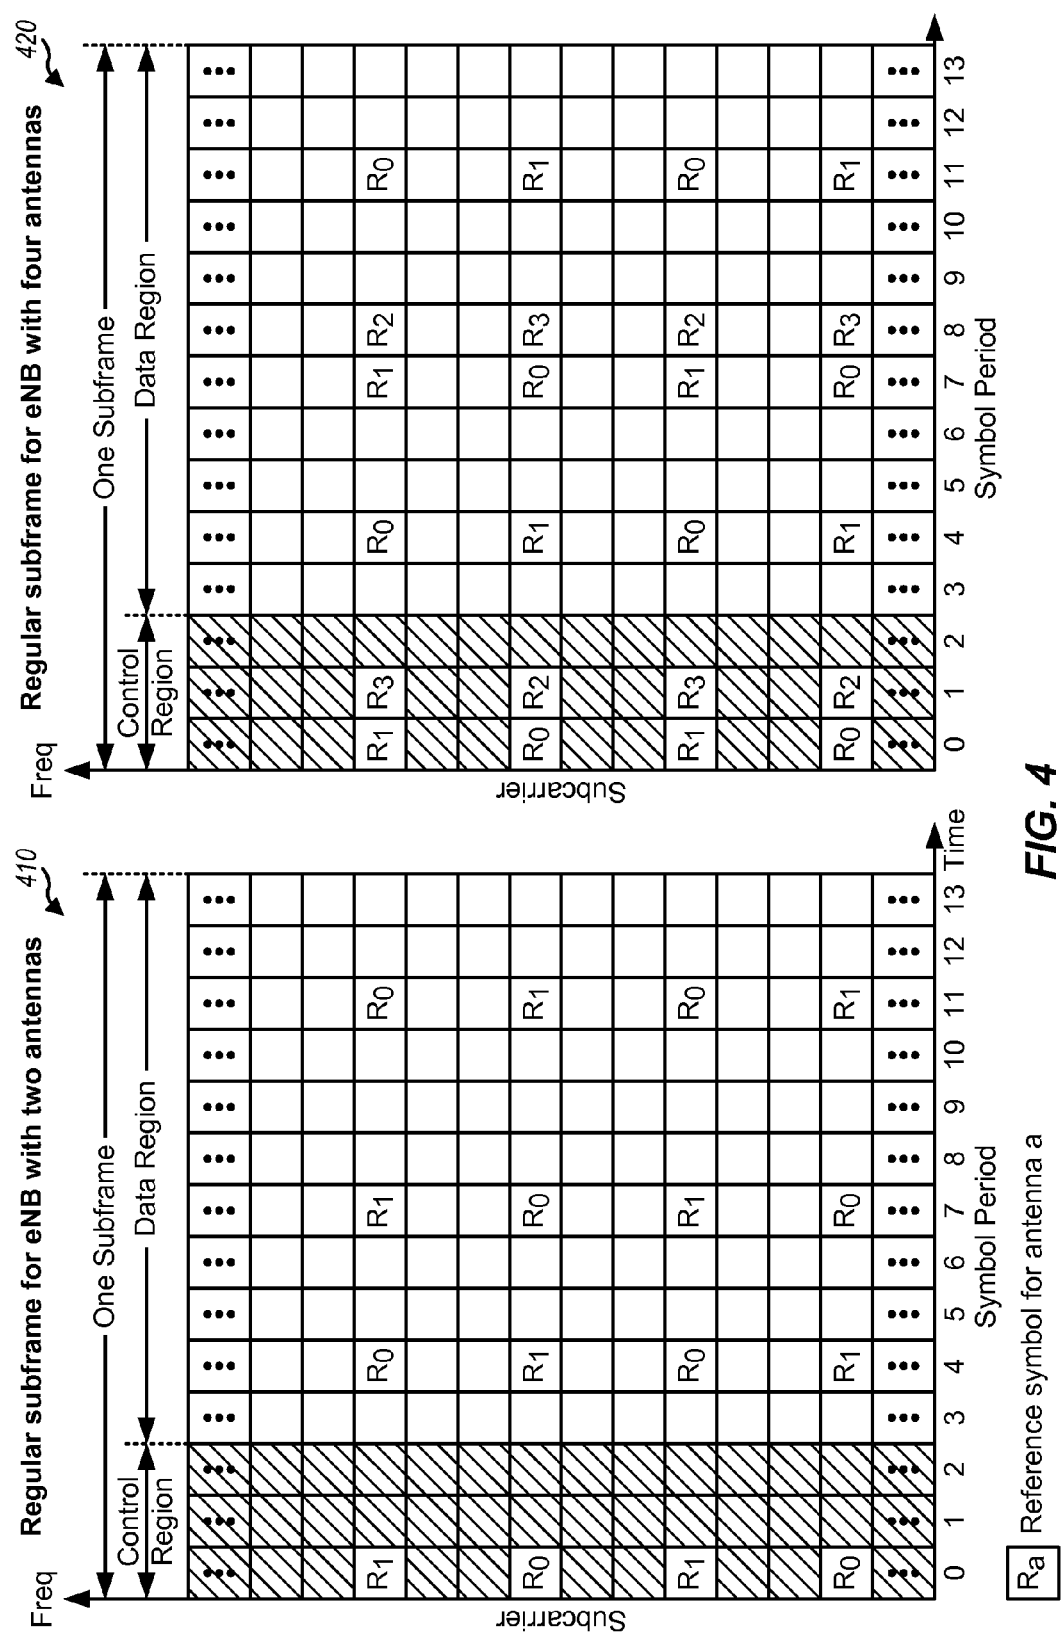 Regular subframe for eNB with two antennas
410
Freq
One Subframe
Control
Region
Data Region
Subcarrier
••• ••• ••• ••• ••• ••• ••• ••• ••• ••• ••• ••• ••• •••
R1 R0 R1 R0
R0 R1 R0 R1
R1 R0 R1 R0
R0 R1 R0 R1
••• ••• ••• ••• ••• ••• ••• ••• ••• ••• ••• ••• ••• •••
0 1 2 3 4 5 6 7 8 9 10 11 12 13
Time
Symbol Period
Regular subframe for eNB with four antennas
420
Freq
One Subframe
Control
Region
Data Region
Subcarrier
••• ••• ••• ••• ••• ••• ••• ••• ••• ••• ••• ••• ••• •••
R1 R3 R0 R1 R2 R0
R0 R2 R1 R0 R3 R1
R1 R3 R0 R1 R2 R0
R0 R2 R1 R0 R3 R1
••• ••• ••• ••• ••• ••• ••• ••• ••• ••• ••• ••• ••• •••
0 1 2 3 4 5 6 7 8 9 10 11 12 13
Symbol Period
Ra Reference symbol for antenna a
FIG. 4